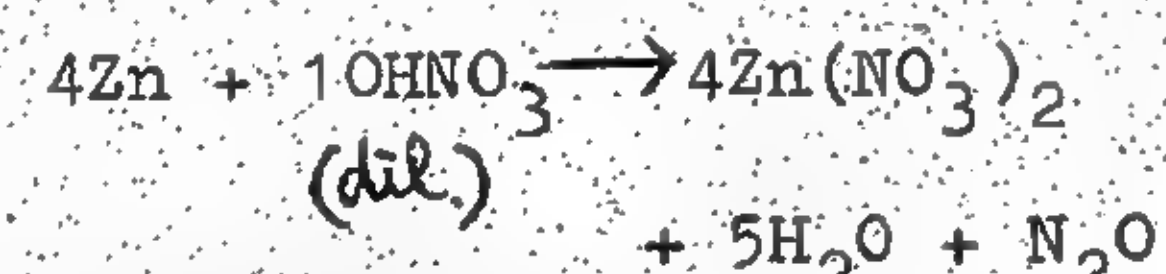 4Zn + 10HNO₃ → 4Zn(NO₃)₂
(dil.)
+ 5H₂O + N₂O